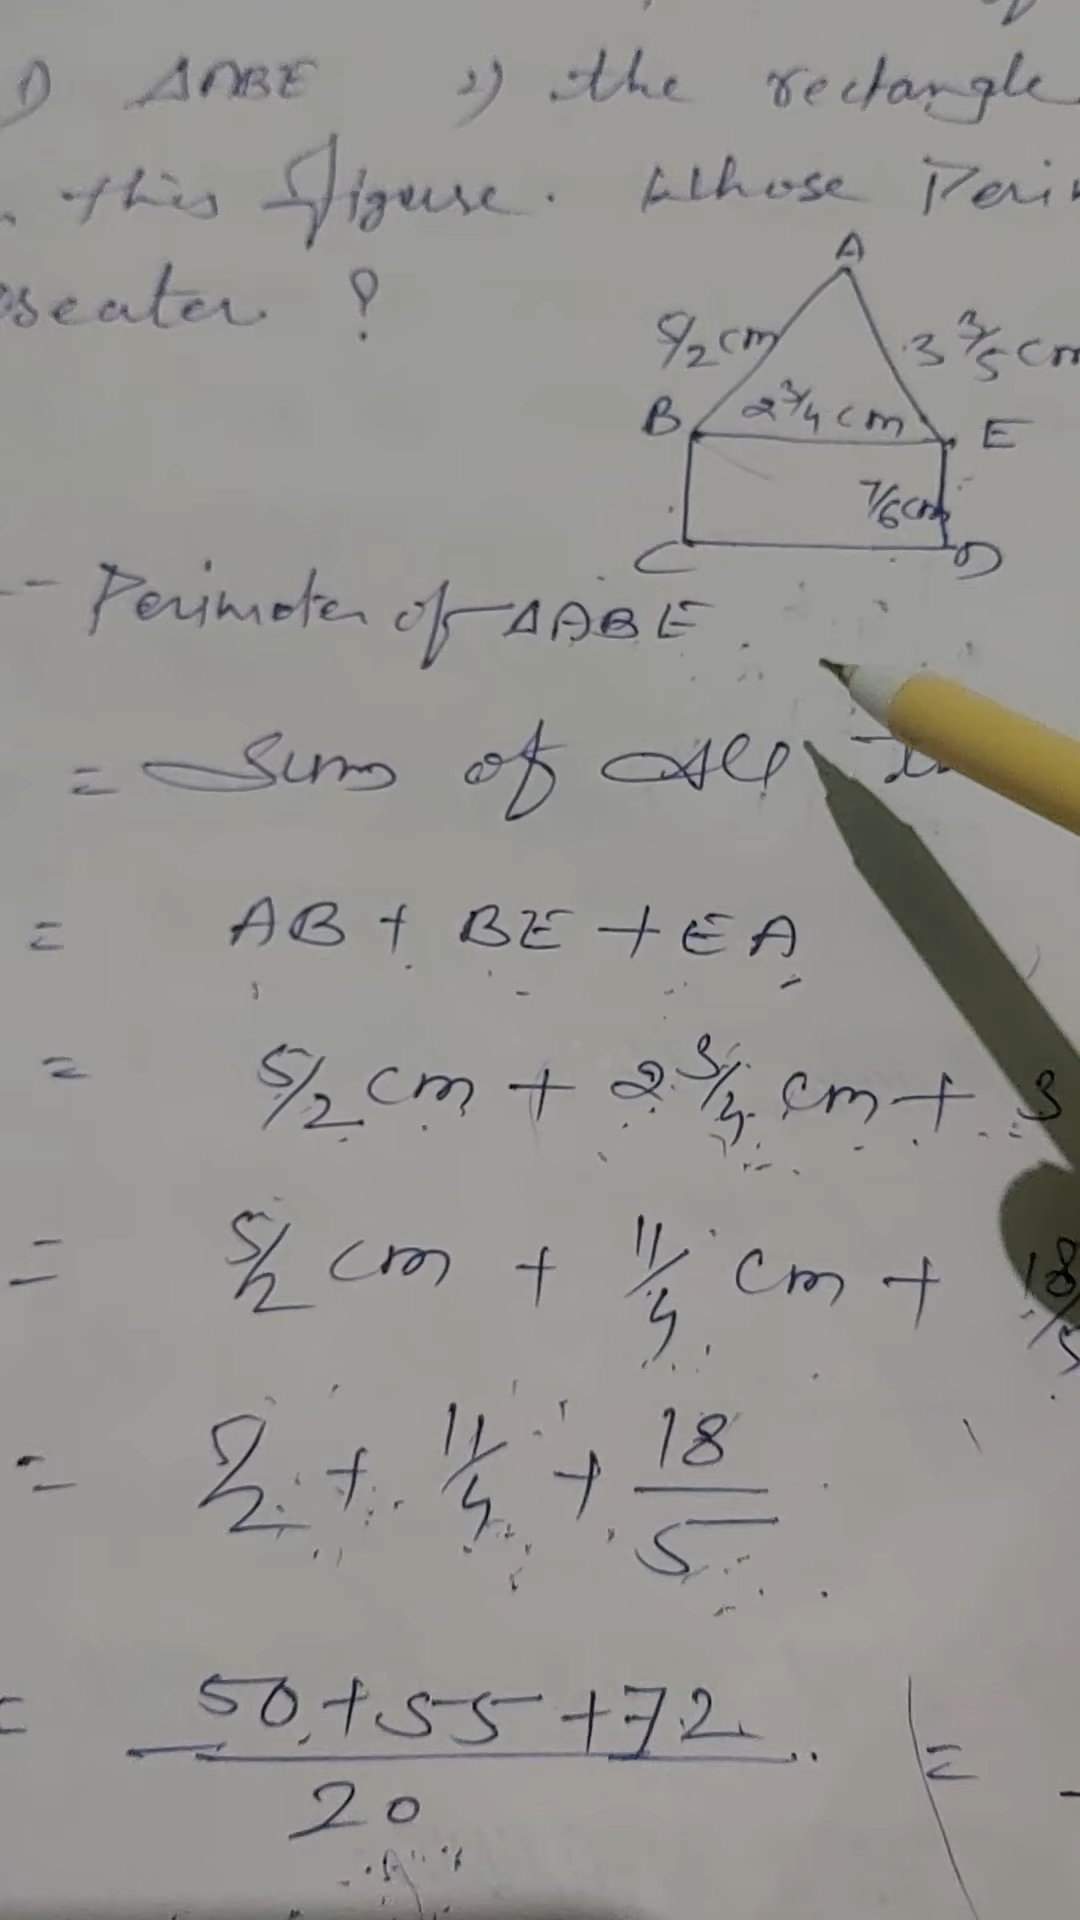 1) ΔABE 2) the rectangle
this figure. Whose Perim
?
A
5/2 cm
3 3/5 cm
B
2 3/4 cm
E
7/6 cm
C
D
Perimeter of ΔABE
= Sum of All
= AB + BE + EA
= 5/2 cm + 2 3/4 cm + 3
= 5/2 cm + 11/4 cm + 18/5
= 5/2 + 11/4 + 18/5
= 50 + 55 + 72 / 20 =